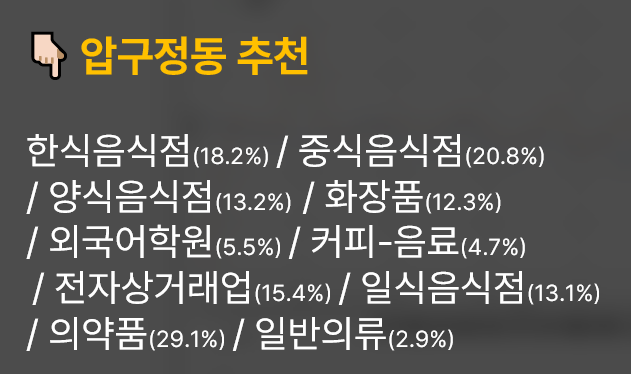 👇🏻 압구정동 추천
한식음식점(18.2%) / 중식음식점(20.8%)
/ 양식음식점(13.2%) / 화장품(12.3%)
/ 외국어학원(5.5%) / 커피-음료(4.7%)
/ 전자상거래업(15.4%) / 일식음식점(13.1%)
/ 의약품(29.1%) / 일반의류(2.9%)